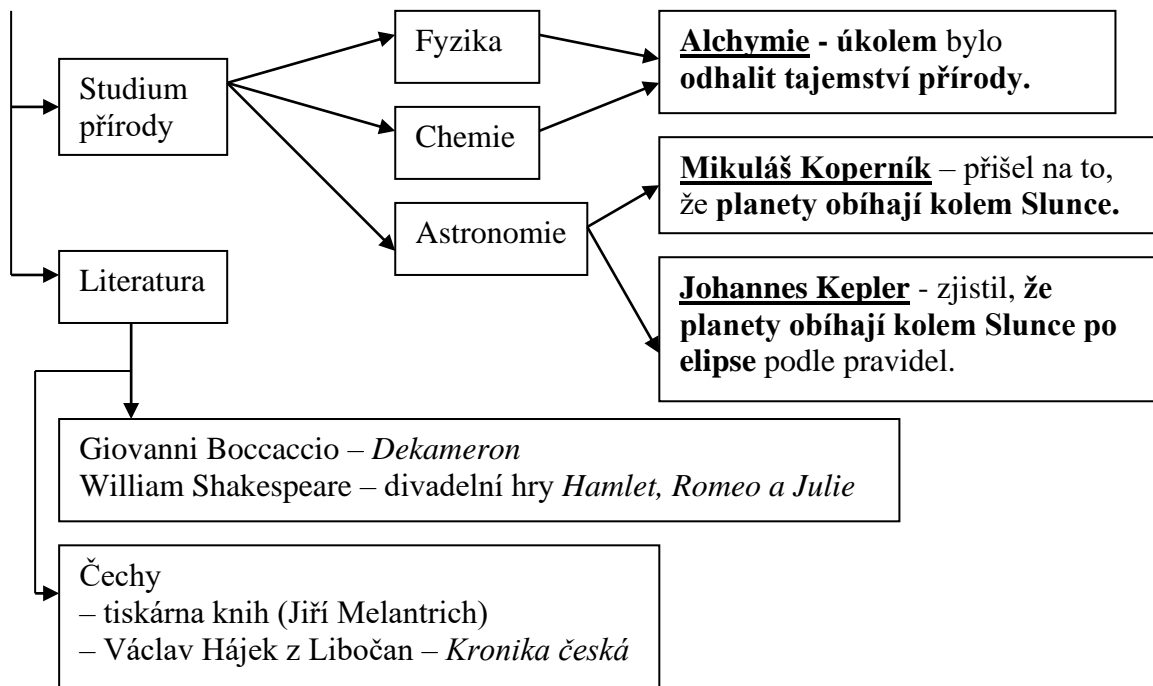 Studium
přírody
Fyzika
Chemie
Astronomie
Alchymie - úkolem bylo
odhalit tajemství přírody.
Mikuláš Koperník – přišel na to,
že planety obíhají kolem Slunce.
Johannes Kepler - zjistil, že
planety obíhají kolem Slunce po
elipse podle pravidel.
Literatura
Giovanni Boccaccio – Dekameron
William Shakespeare – divadelní hry Hamlet, Romeo a Julie
Čechy
– tiskárna knih (Jiří Melantrich)
– Václav Hájek z Libočan – Kronika česká